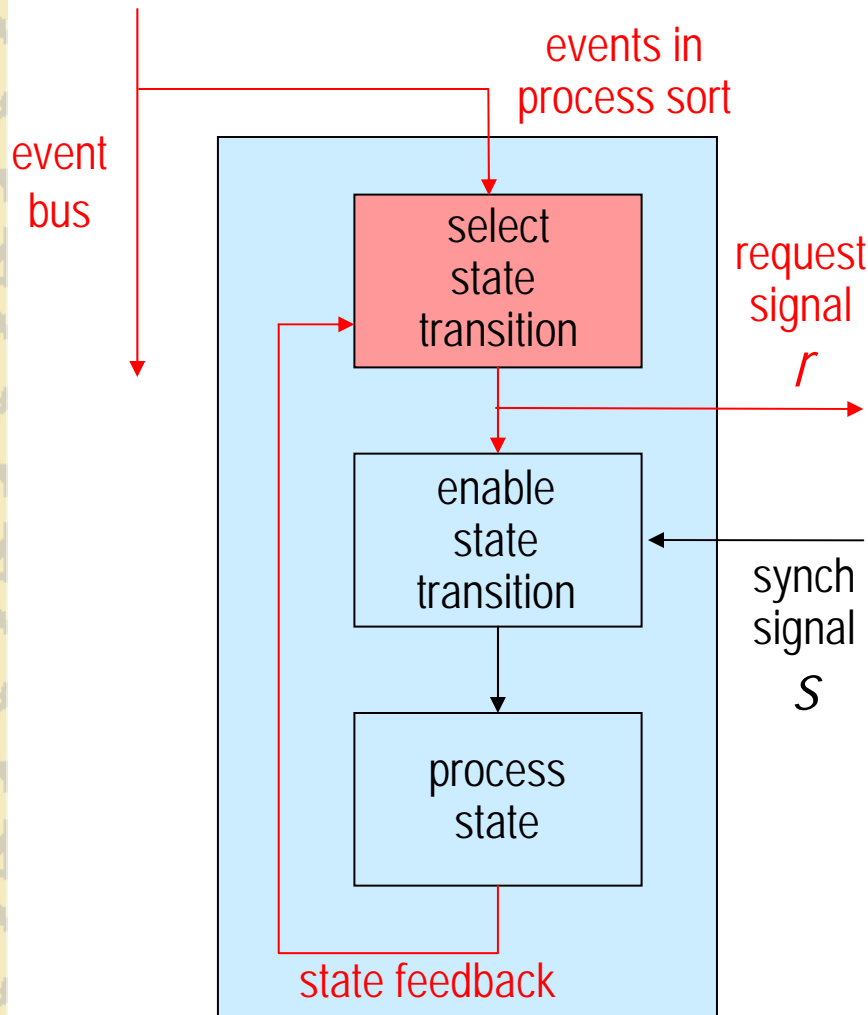 events in
process sort
event
bus
select
state
transition
request
signal
r
enable
state
transition
synch
signal
s
process
state
state feedback